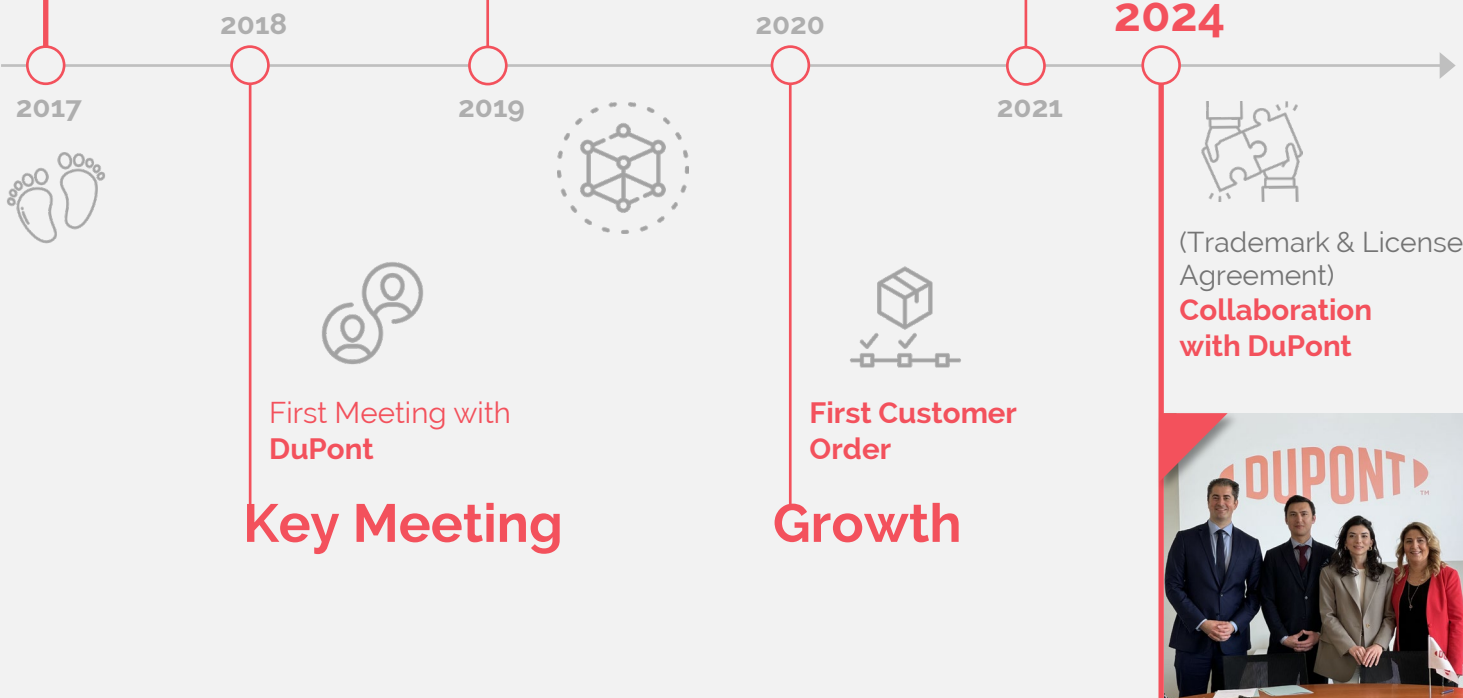 2018
2020
2024
2017
2019
2021
(Trademark & License
Agreement)
Collaboration
with DuPont
First Meeting with
DuPont
First Customer
Order
Key Meeting
Growth
DUPONT
TM